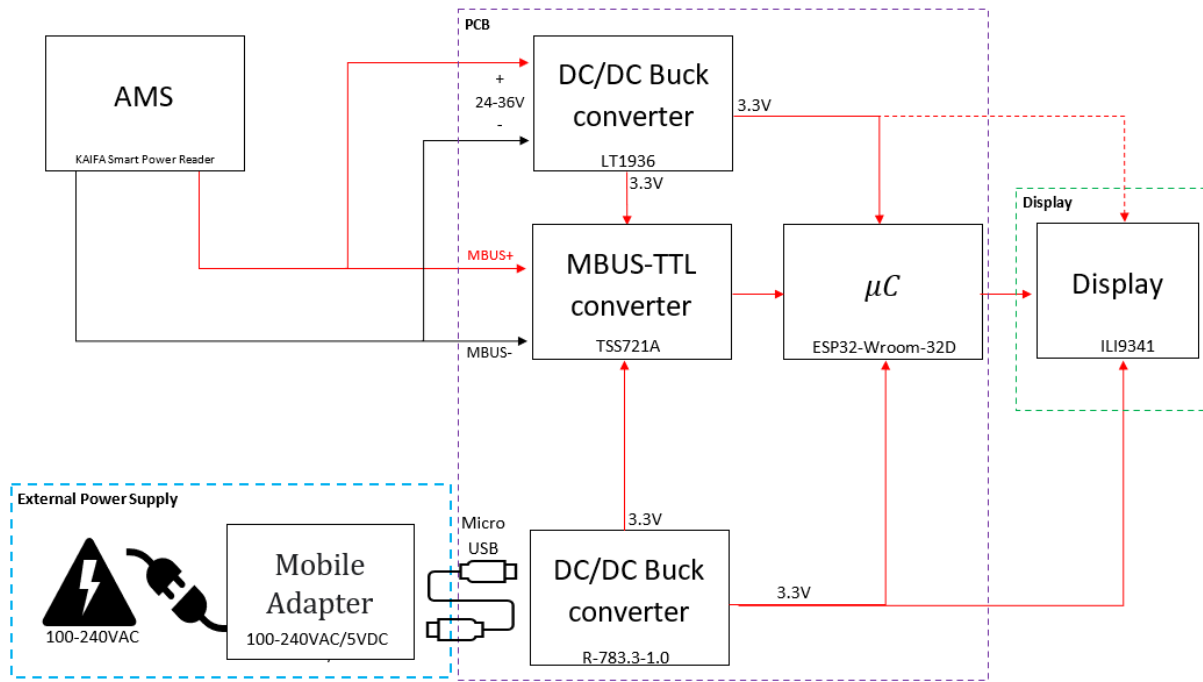 PCB
AMS
KAIFA Smart Power Reader
+
24-36V
-
DC/DC Buck
converter
LT1936
3.3V
3.3V
Display
MBUS+
MBUS-
MBUS-TTL
converter
TSS721A
μC
ESP32-Wroom-32D
Display
ILI9341
External Power Supply
100-240VAC
Mobile
Adapter
100-240VAC/5VDC
Micro
USB
3.3V
DC/DC Buck
converter
R-783.3-1.0
3.3V